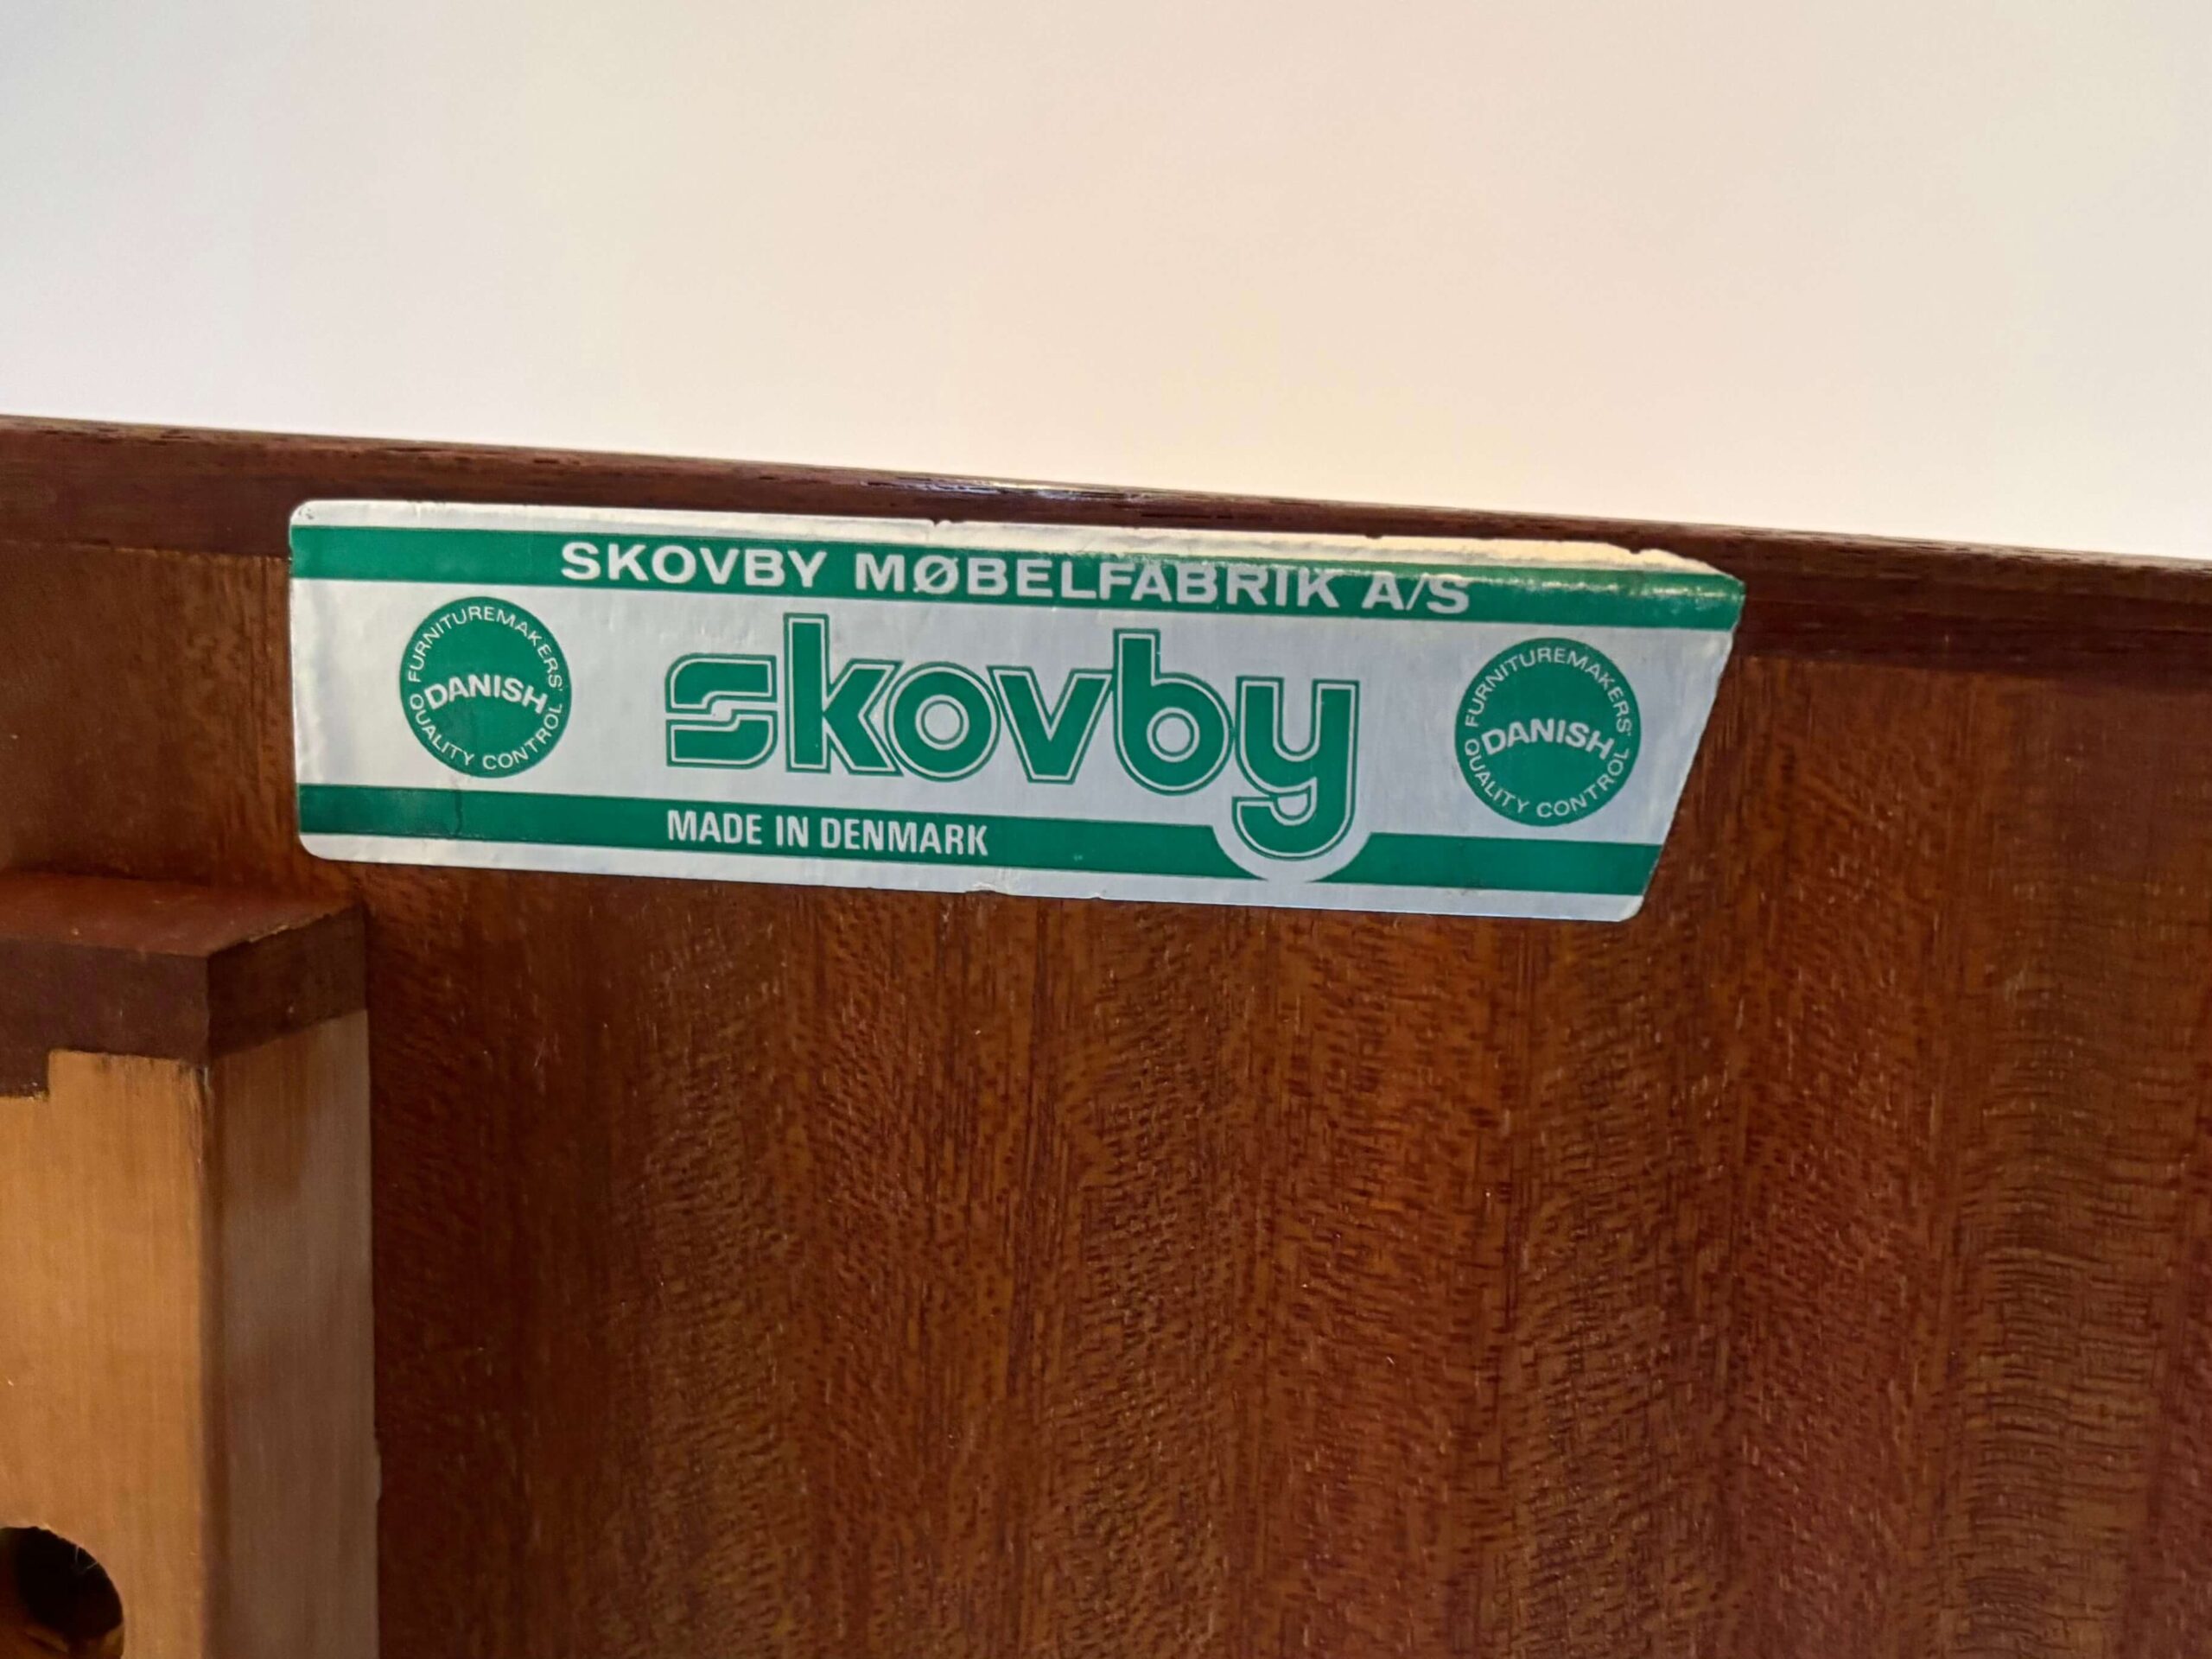 SKOVBY MØBELFABRIK A/S
FURNITUREMAKERS'
DANISH
QUALITY CONTROL
skovby
FURNITUREMAKERS'
DANISH
QUALITY CONTROL
MADE IN DENMARK